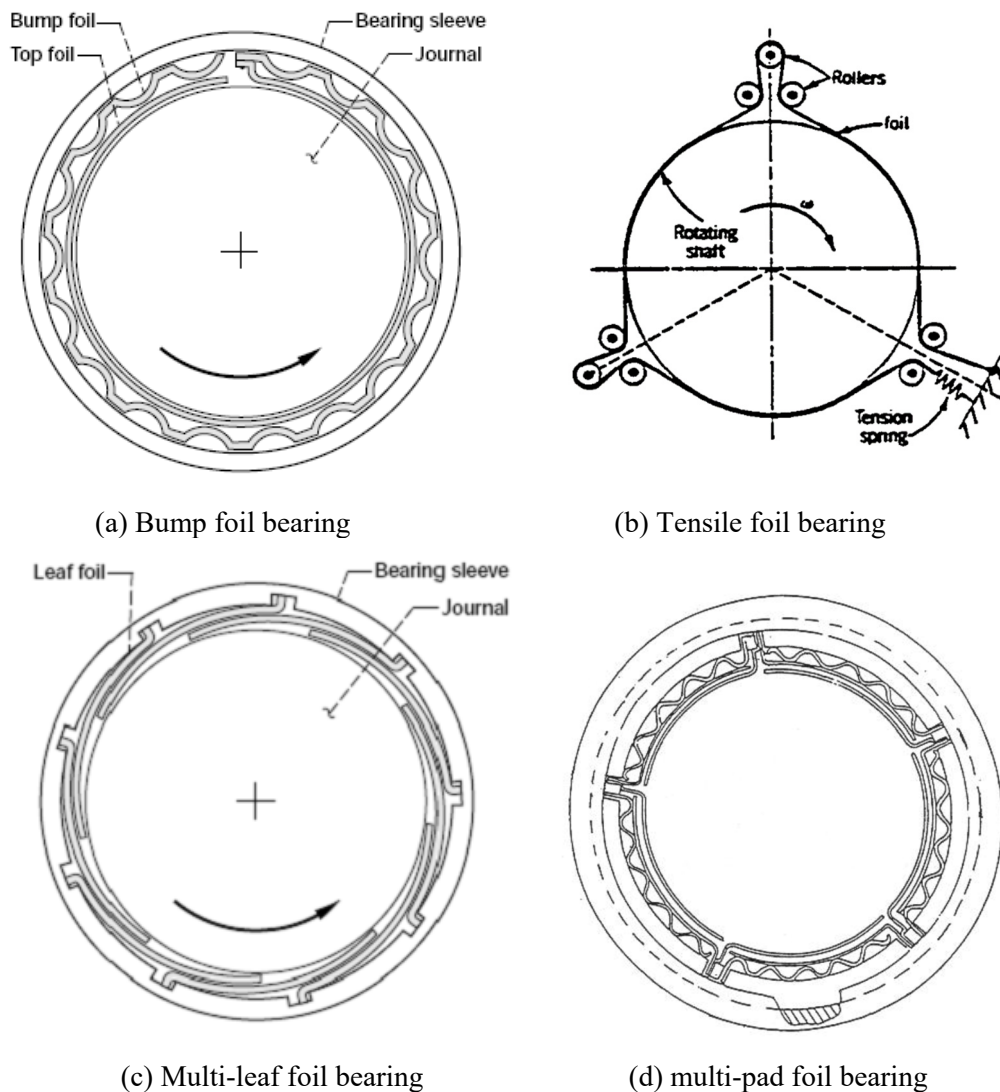 Bump foil
Bearing sleeve
Top foil
Journal
Rollers
foil
ω
Rotating
shaft
Tension
spring
(a) Bump foil bearing
(b) Tensile foil bearing
Leaf foil
Bearing sleeve
Journal
(c) Multi-leaf foil bearing
(d) multi-pad foil bearing